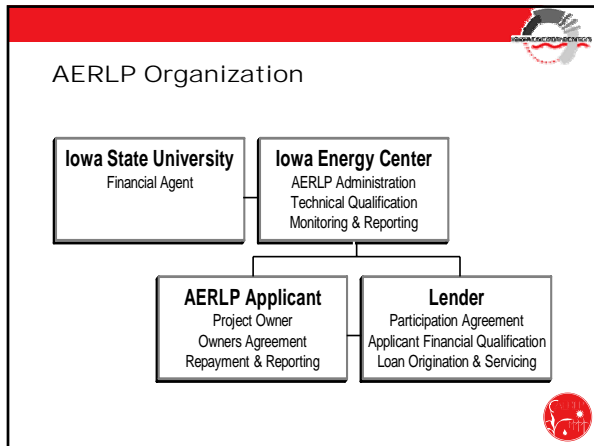 AERLP Organization
Iowa State University
Financial Agent
Iowa Energy Center
AERLP Administration
Technical Qualification
Monitoring & Reporting
AERLP Applicant
Project Owner
Owners Agreement
Repayment & Reporting
Lender
Participation Agreement
Applicant Financial Qualification
Loan Origination & Servicing